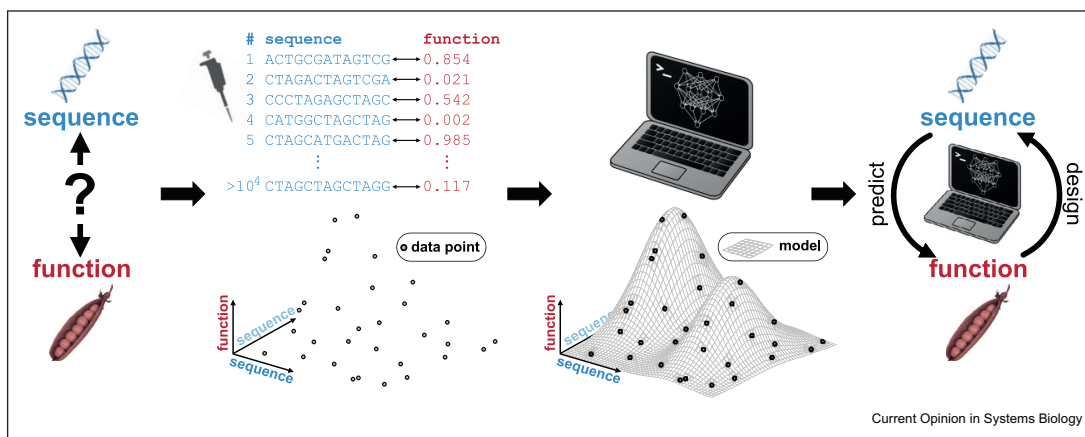 sequence
?
function
# sequence function
1 ACTGCGATAGTCG 0.854
2 CTAGACTAGTCGA 0.021
3 CCCTAGAGCTAGC 0.542
4 CATGGCTAGCTAG 0.002
5 CTAGCATGACTAG 0.985
⋮ ⋮
>10⁴ CTAGCTAGCTAGG 0.117
data point
function
sequence
sequence
>_
model
function
sequence
sequence
sequence
predict
>_
design
function
Current Opinion in Systems Biology